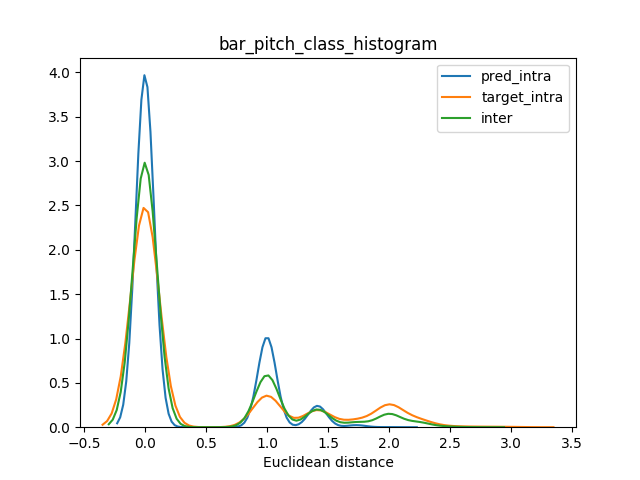 bar_pitch_class_histogram
pred_intra
target_intra
inter
4.0
3.5
3.0
2.5
2.0
1.5
1.0
0.5
0.0
−0.5 0.0 0.5 1.0 1.5 2.0 2.5 3.0 3.5
Euclidean distance